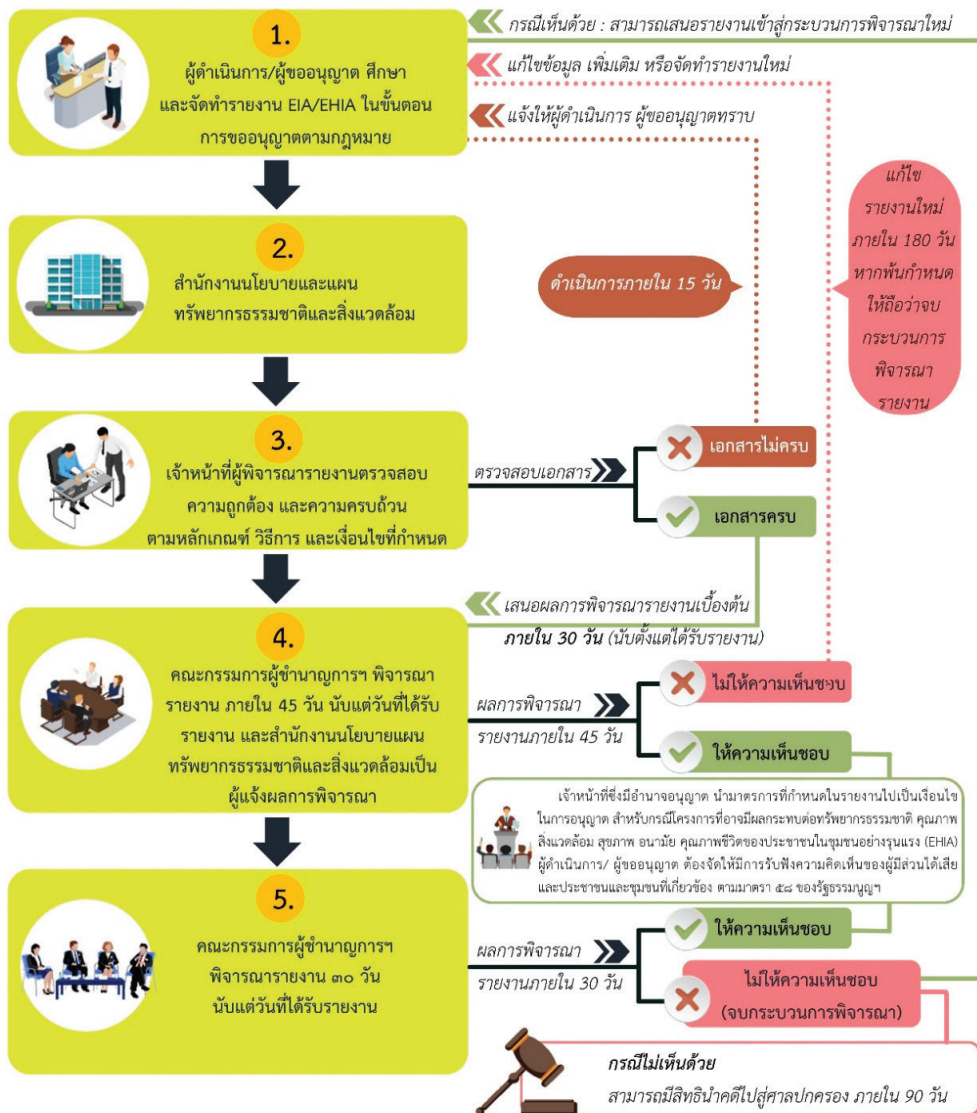 1.
ผู้ดำเนินการ/ผู้ขออนุญาต ศึกษา
และจัดทำรายงาน EIA/EHIA ในขั้นตอน
การขออนุญาตตามกฎหมาย
กรณีเห็นด้วย : สามารถเสนอรายงานเข้าสู่กระบวนการพิจารณาใหม่
แก้ไขข้อมูล เพิ่มเติม หรือจัดทำรายงานใหม่
แจ้งให้ผู้ดำเนินการ ผู้ขออนุญาตทราบ
แก้ไข
รายงานใหม่
ภายใน 180 วัน
หากพ้นกำหนด
ให้ถือว่าจบ
กระบวนการ
พิจารณา
รายงาน
ดำเนินการภายใน 15 วัน
2.
สำนักงานนโยบายและแผน
ทรัพยากรธรรมชาติและสิ่งแวดล้อม
3.
เจ้าหน้าที่ผู้พิจารณารายงานตรวจสอบ
ความถูกต้อง และความครบถ้วน
ตามหลักเกณฑ์ วิธีการ และเงื่อนไขที่กำหนด
ตรวจสอบเอกสาร
เอกสารไม่ครบ
เอกสารครบ
เสนอผลการพิจารณารายงานเบื้องต้น
ภายใน 30 วัน (นับตั้งแต่ได้รับรายงาน)
4.
คณะกรรมการผู้ชำนาญการฯ พิจารณา
รายงาน ภายใน 45 วัน นับแต่วันที่ได้รับ
รายงาน และสำนักงานนโยบายแผน
ทรัพยากรธรรมชาติและสิ่งแวดล้อมเป็น
ผู้แจ้งผลการพิจารณา
ผลการพิจารณา
รายงานภายใน 45 วัน
ไม่ให้ความเห็นชอบ
ให้ความเห็นชอบ
เจ้าหน้าที่ซึ่งมีอำนาจอนุญาต นำมาตรการที่กำหนดในรายงานไปเป็นเงื่อนไข
ในการอนุญาต สำหรับกรณีโครงการที่อาจมีผลกระทบต่อทรัพยากรธรรมชาติ คุณภาพ
สิ่งแวดล้อม สุขภาพ อนามัย คุณภาพชีวิตของประชาชนในชุมชนอย่างรุนแรง (EHIA)
ผู้ดำเนินการ/ ผู้ขออนุญาต ต้องจัดให้มีการรับฟังความคิดเห็นของผู้มีส่วนได้เสีย
และประชาชนและชุมชนที่เกี่ยวข้อง ตามมาตรา ๕๘ ของรัฐธรรมนูญฯ
5.
คณะกรรมการผู้ชำนาญการฯ
พิจารณารายงาน ๓๐ วัน
นับแต่วันที่ได้รับรายงาน
ผลการพิจารณา
รายงานภายใน 30 วัน
ให้ความเห็นชอบ
ไม่ให้ความเห็นชอบ
(จบกระบวนการพิจารณา)
กรณีไม่เห็นด้วย
สามารถมีสิทธินำคดีไปสู่ศาลปกครอง ภายใน 90 วัน